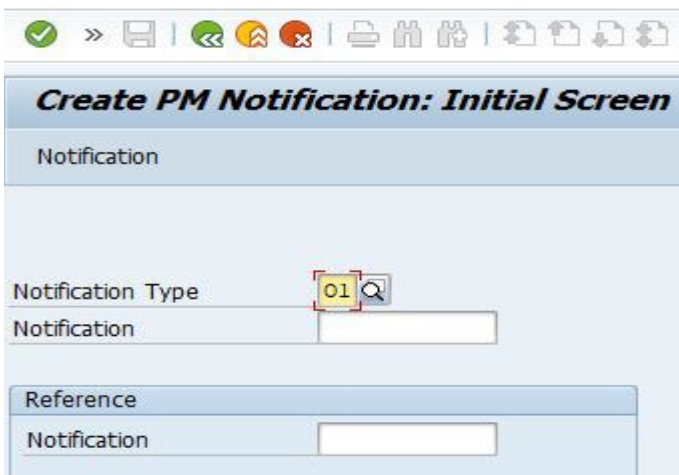 Create PM Notification: Initial Screen
Notification
Notification Type O1
Notification
Reference
Notification